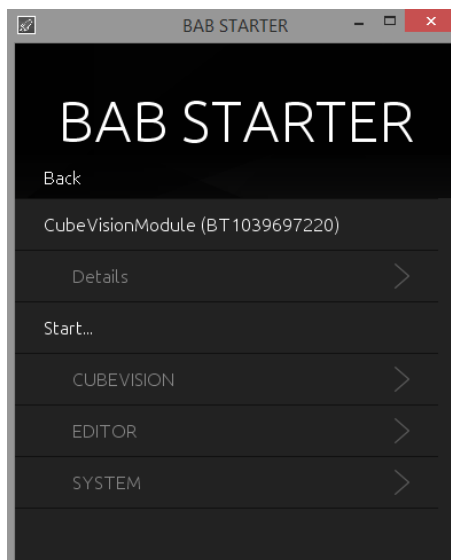 BAB STARTER
BAB STARTER
Back
CubeVisionModule (BT1039697220)
Details
Start...
CUBEVISION
EDITOR
SYSTEM